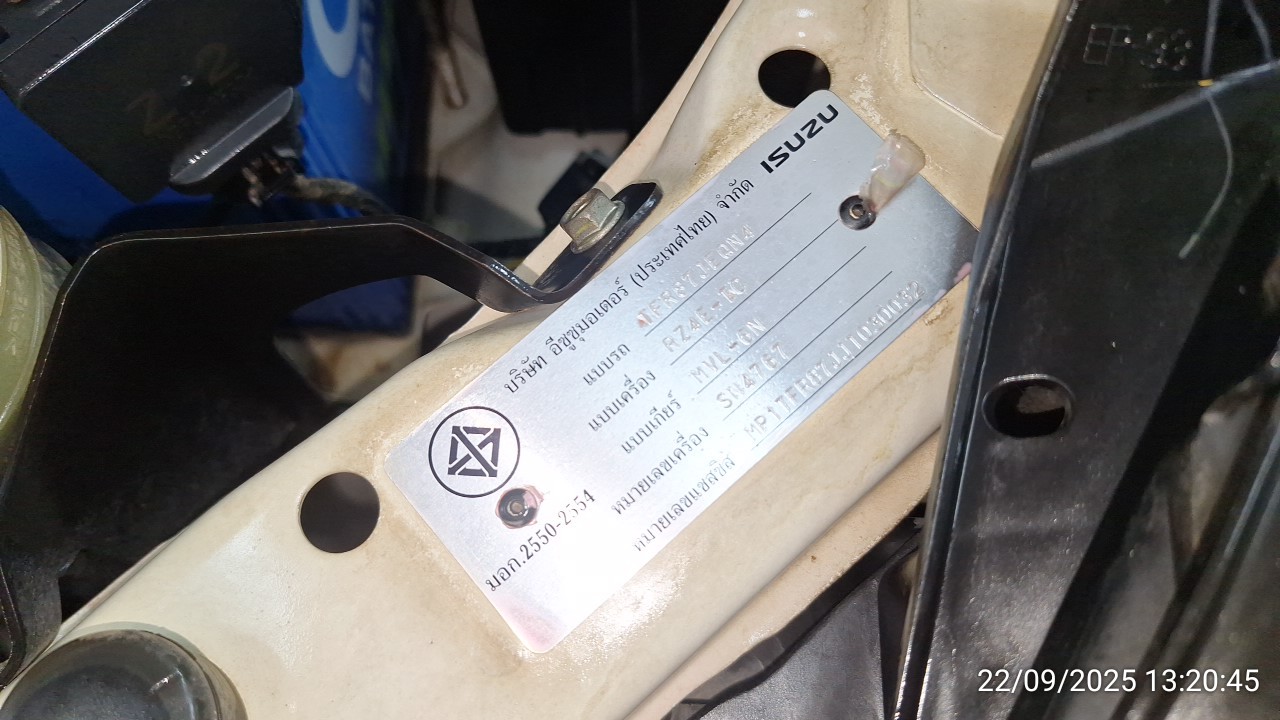 ISUZU
บริษัท อีซูซุมอเตอร์ (ประเทศไทย) จำกัด
แบบรถ
แบบเครื่อง RZ4E-TC
แบบเกียร์ MVL-6N
หมายเลขเครื่อง SN4767
หมายเลขแชสซีส์
มอก.2550-2554
22/09/2025 13:20:45